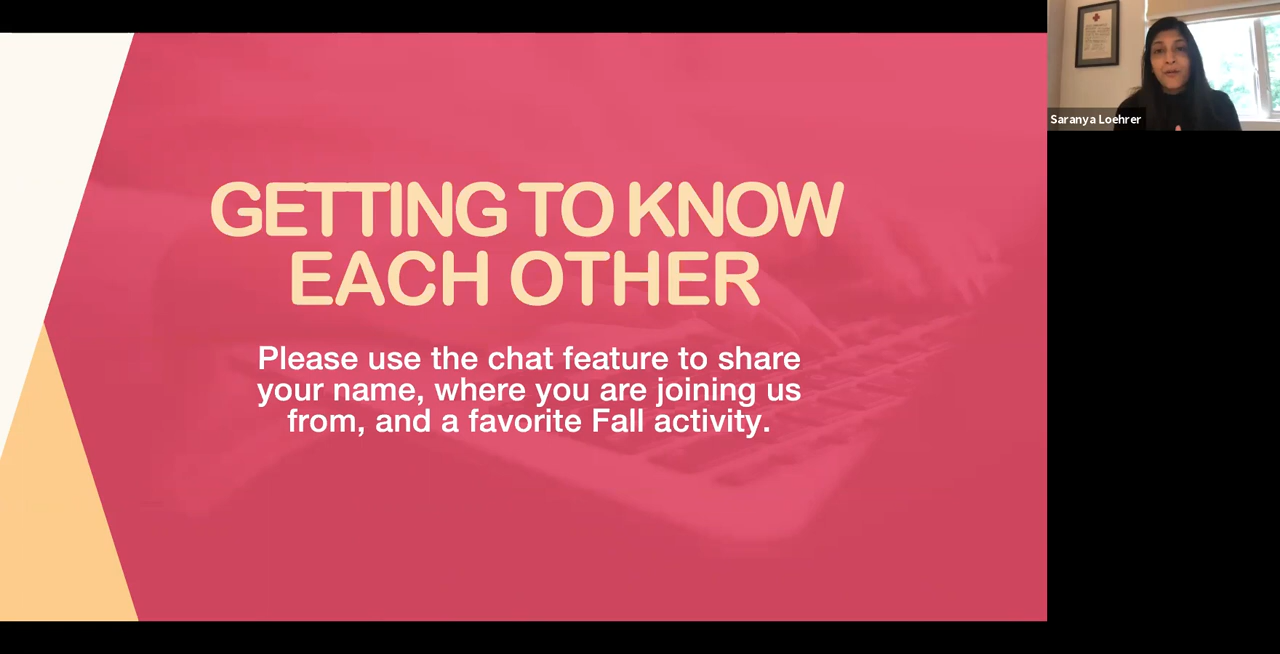 GETTING TO KNOW
EACH OTHER
Please use the chat feature to share
your name, where you are joining us
from, and a favorite Fall activity.
Saranya Loehrer